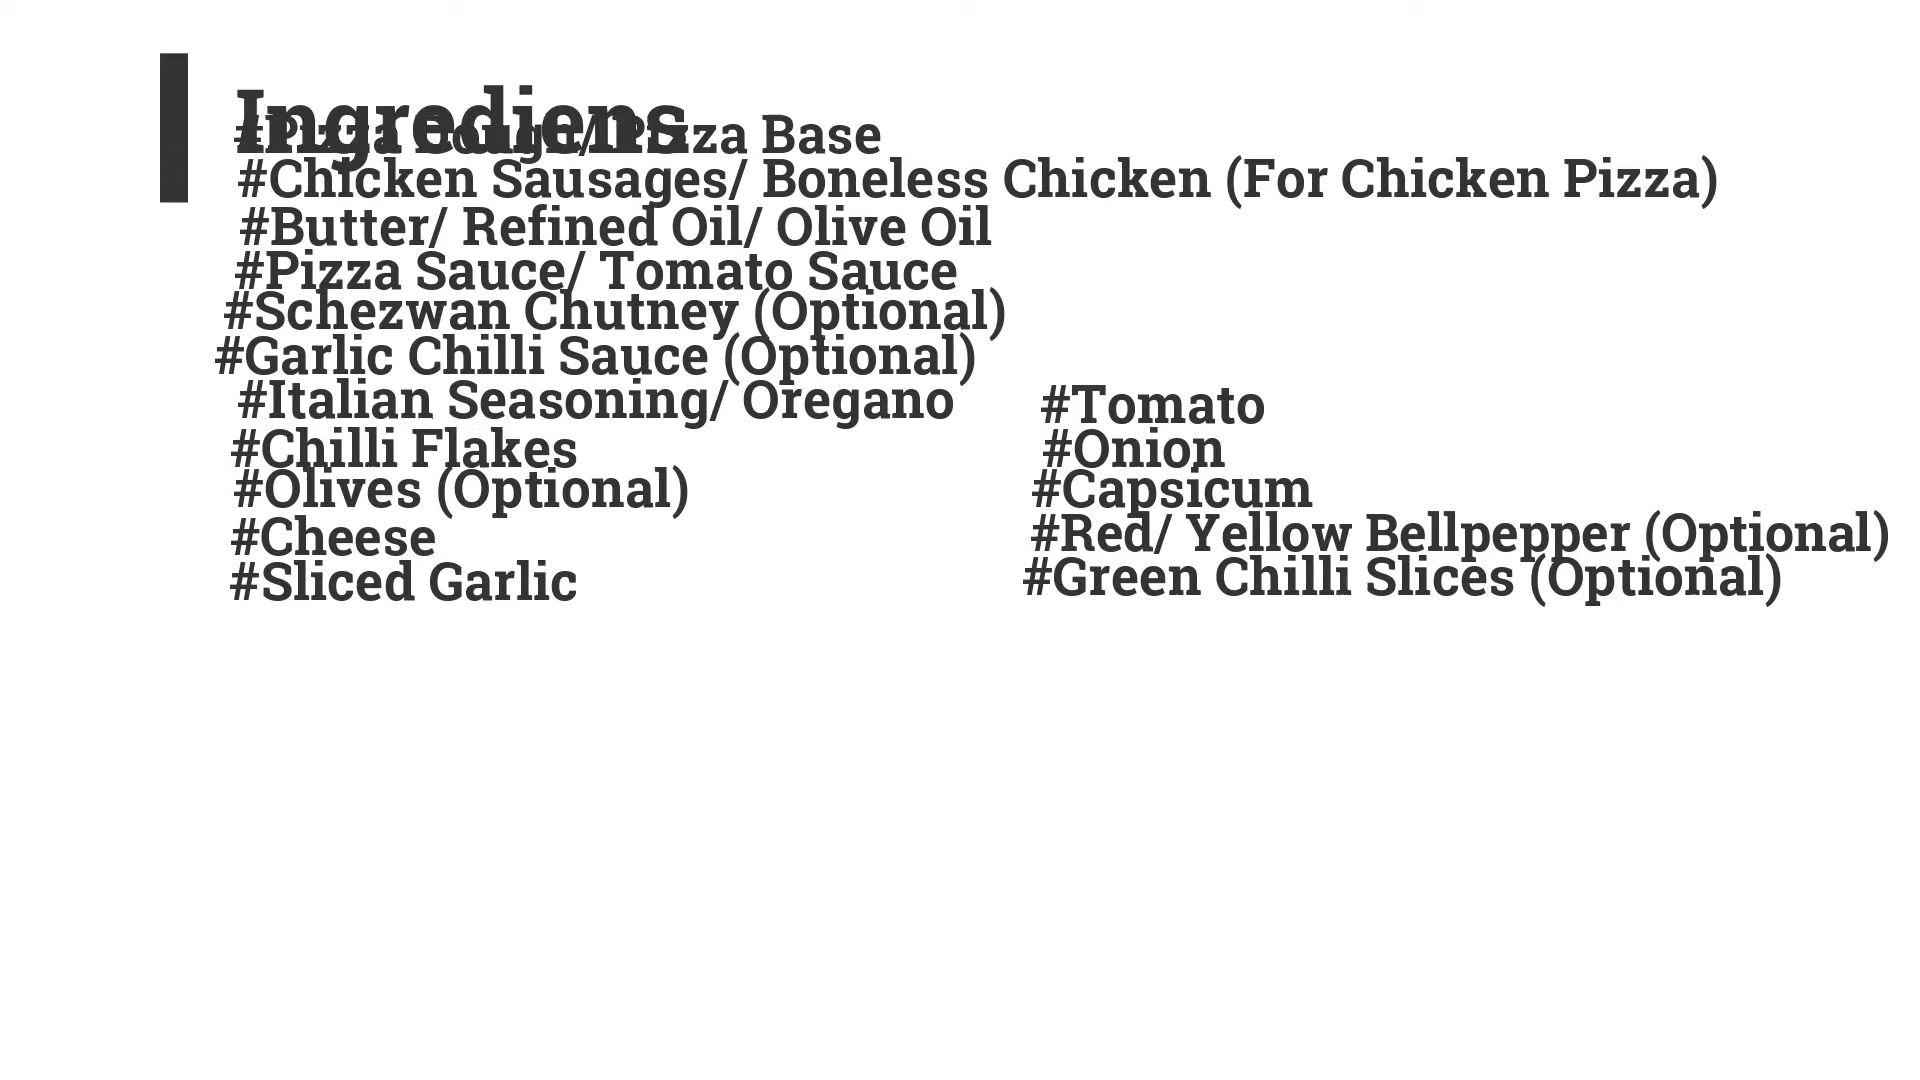 Ingrediens
#Pizza Dough/ Pizza Base
#Chicken Sausages/ Boneless Chicken (For Chicken Pizza)
#Butter/ Refined Oil/ Olive Oil
#Pizza Sauce/ Tomato Sauce
#Schezwan Chutney (Optional)
#Garlic Chilli Sauce (Optional)
#Italian Seasoning/ Oregano
#Chilli Flakes
#Olives (Optional)
#Cheese
#Sliced Garlic
#Tomato
#Onion
#Capsicum
#Red/ Yellow Bellpepper (Optional)
#Green Chilli Slices (Optional)